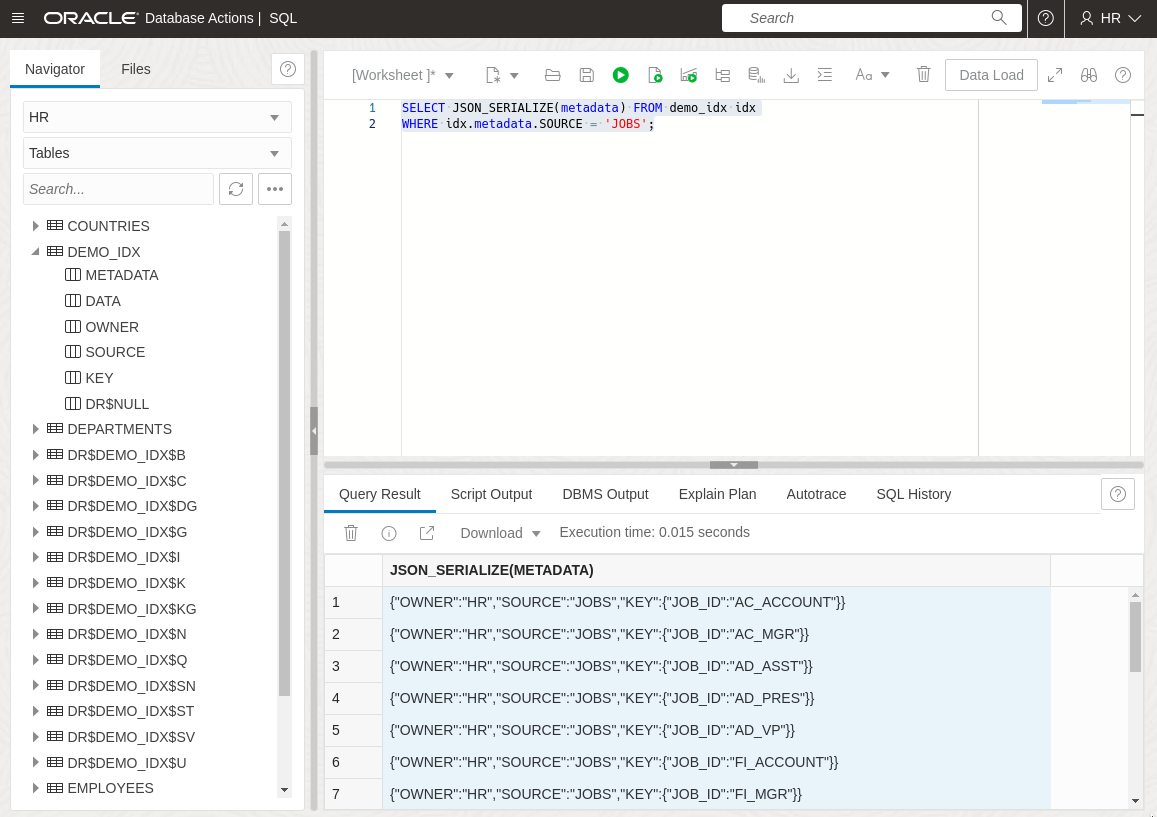 ORACLE Database Actions | SQL
Search
HR
Navigator
Files
HR
Tables
Search...
COUNTRIES
DEMO_IDX
METADATA
DATA
OWNER
SOURCE
KEY
DR$NULL
DEPARTMENTS
DR$DEMO_IDX$B
DR$DEMO_IDX$C
DR$DEMO_IDX$DG
DR$DEMO_IDX$G
DR$DEMO_IDX$I
DR$DEMO_IDX$K
DR$DEMO_IDX$KG
DR$DEMO_IDX$N
DR$DEMO_IDX$Q
DR$DEMO_IDX$SN
DR$DEMO_IDX$ST
DR$DEMO_IDX$SV
DR$DEMO_IDX$U
EMPLOYEES
[Worksheet ]*
Aa
Data Load
1 SELECT JSON_SERIALIZE(metadata) FROM demo_idx idx
2 WHERE idx.metadata.SOURCE = 'JOBS';
Query Result Script Output DBMS Output Explain Plan Autotrace SQL History
Download Execution time: 0.015 seconds
JSON_SERIALIZE(METADATA)
1 {"OWNER":"HR","SOURCE":"JOBS","KEY":{"JOB_ID":"AC_ACCOUNT"}}
2 {"OWNER":"HR","SOURCE":"JOBS","KEY":{"JOB_ID":"AC_MGR"}}
3 {"OWNER":"HR","SOURCE":"JOBS","KEY":{"JOB_ID":"AD_ASST"}}
4 {"OWNER":"HR","SOURCE":"JOBS","KEY":{"JOB_ID":"AD_PRES"}}
5 {"OWNER":"HR","SOURCE":"JOBS","KEY":{"JOB_ID":"AD_VP"}}
6 {"OWNER":"HR","SOURCE":"JOBS","KEY":{"JOB_ID":"FI_ACCOUNT"}}
7 {"OWNER":"HR","SOURCE":"JOBS","KEY":{"JOB_ID":"FI_MGR"}}